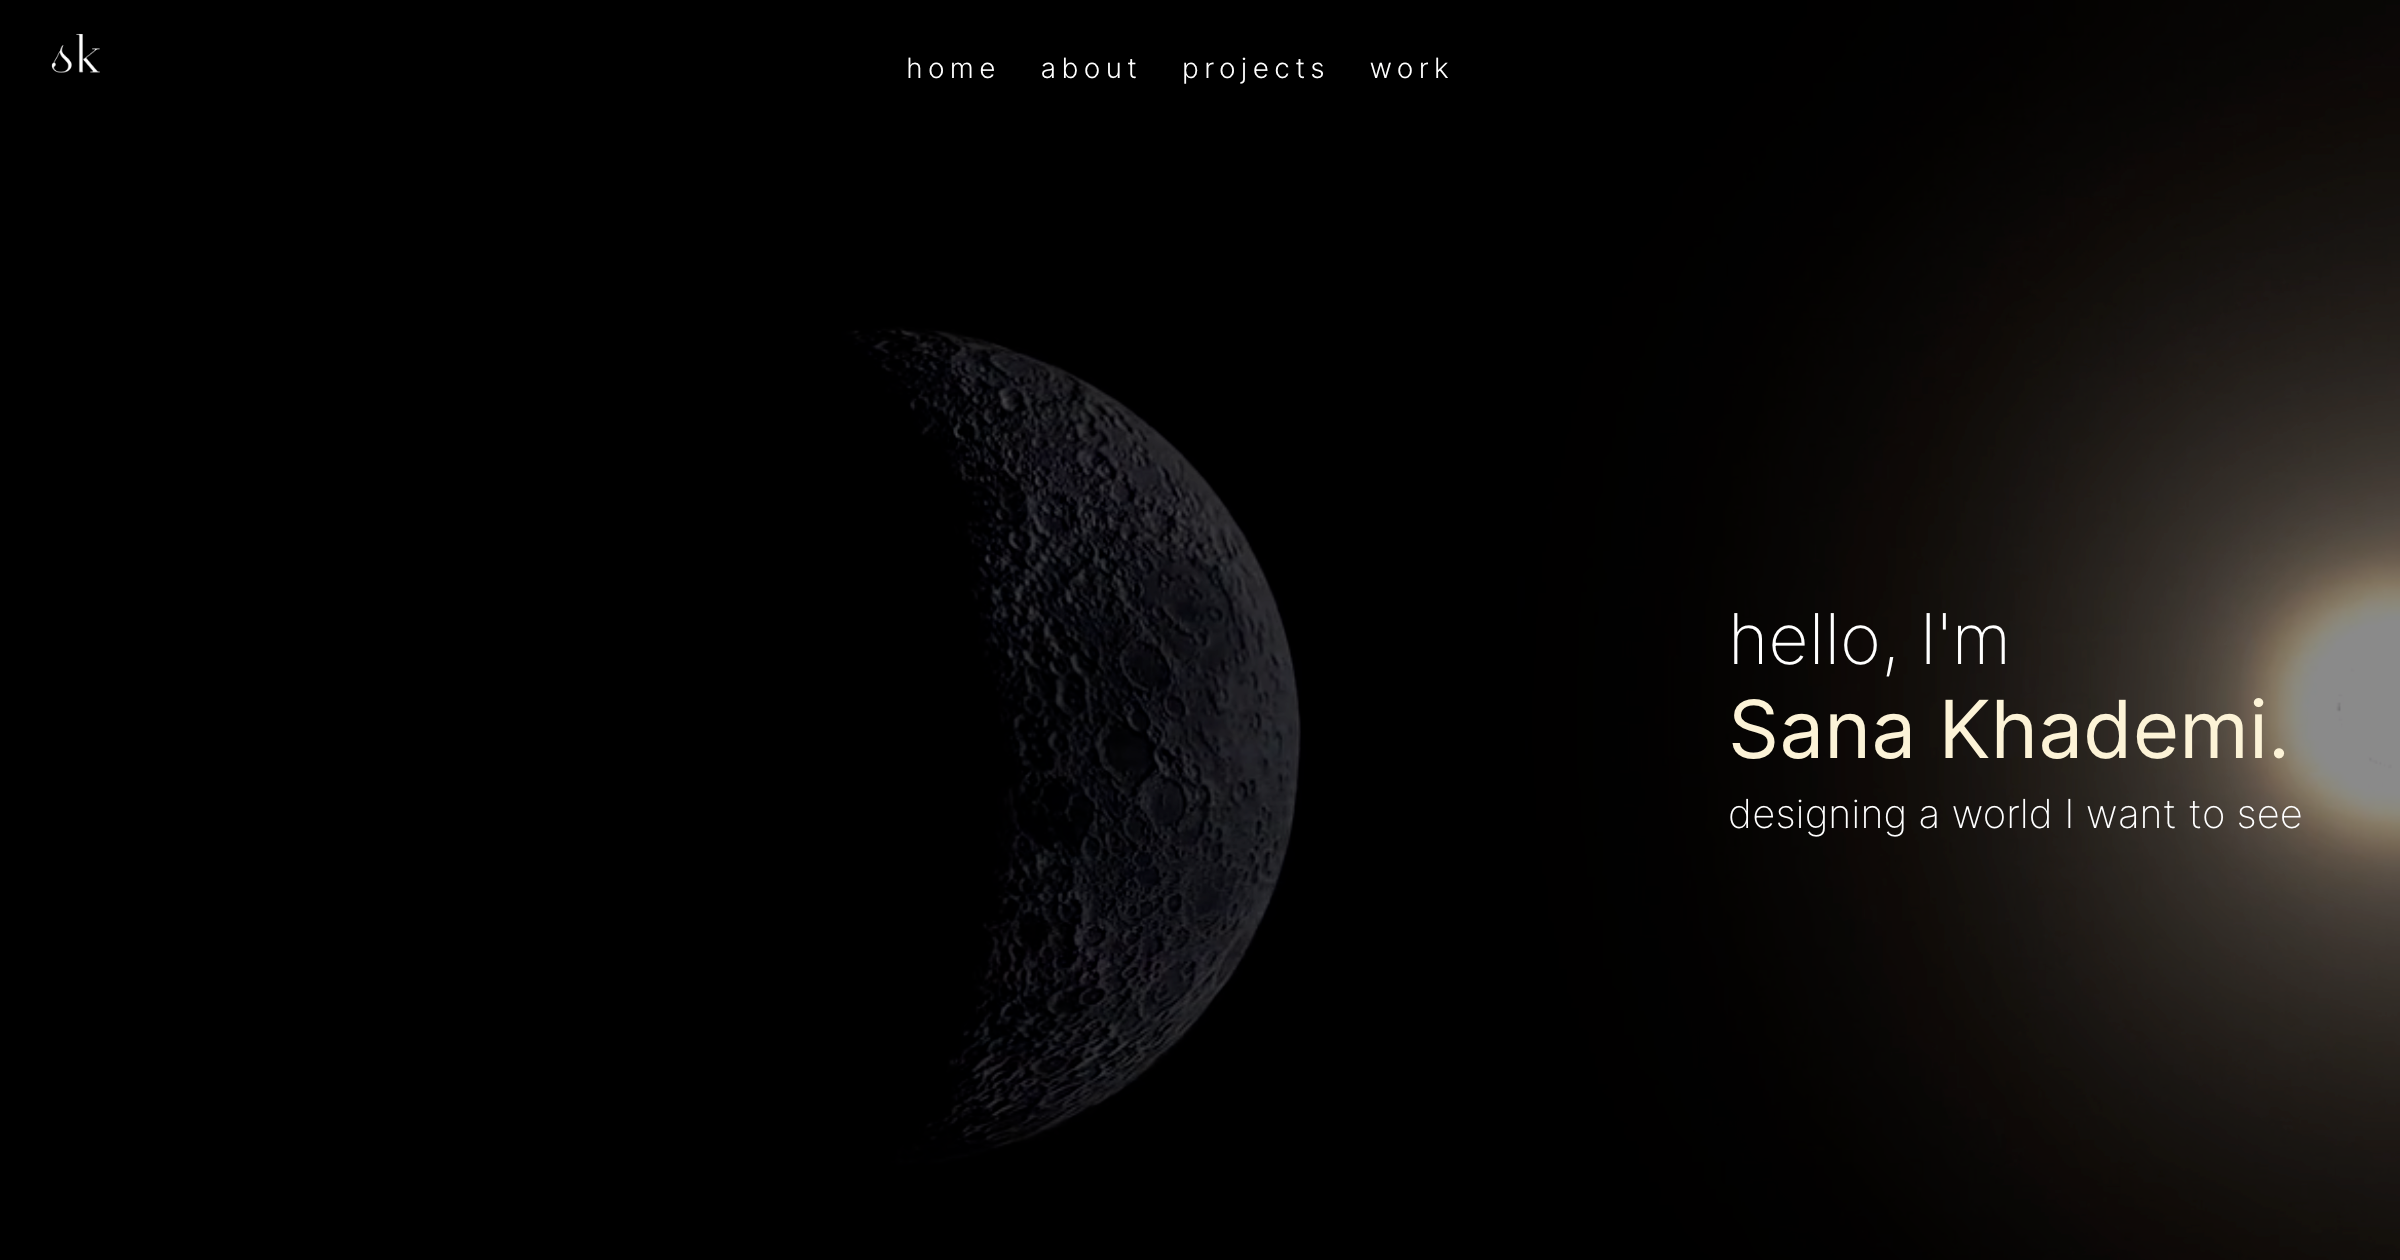 sk
home about projects work
hello, I'm
Sana Khademi.
designing a world I want to see